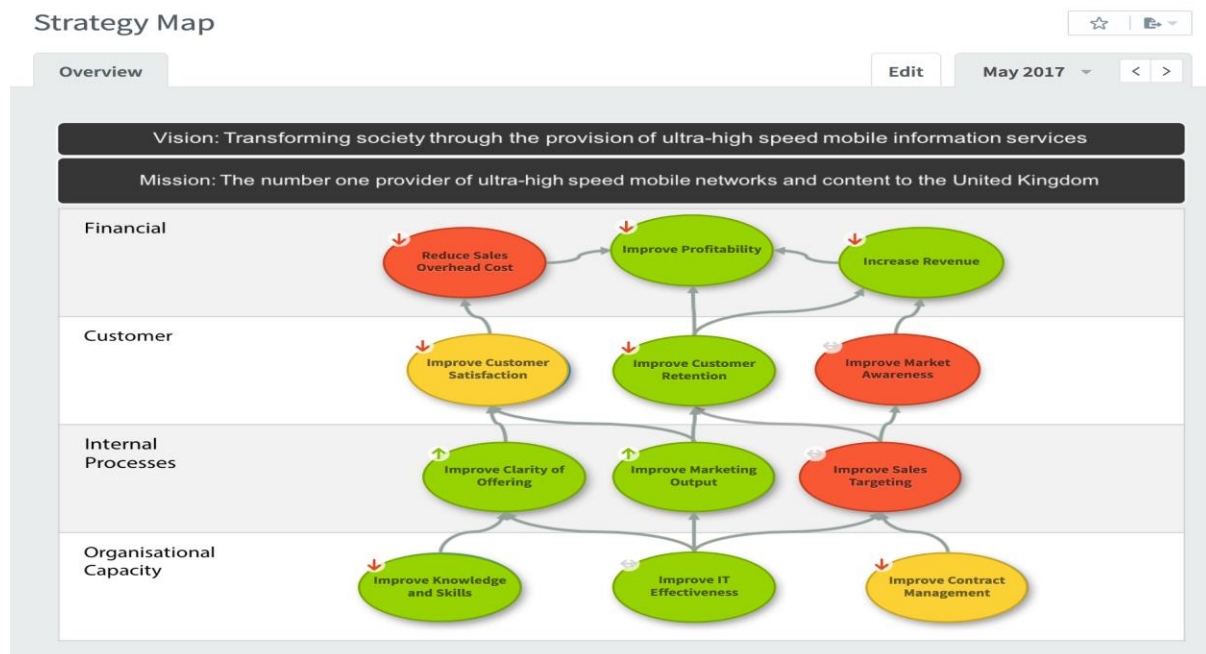 Strategy Map
Overview
Edit
May 2017
Vision: Transforming society through the provision of ultra-high speed mobile information services
Mission: The number one provider of ultra-high speed mobile networks and content to the United Kingdom
Financial
Reduce Sales
Overhead Cost
Improve Profitability
Increase Revenue
Customer
Improve Customer
Satisfaction
Improve Customer
Retention
Improve Market
Awareness
Internal
Processes
Improve Clarity of
Offering
Improve Marketing
Output
Improve Sales
Targeting
Organisational
Capacity
Improve Knowledge
and Skills
Improve IT
Effectiveness
Improve Contract
Management